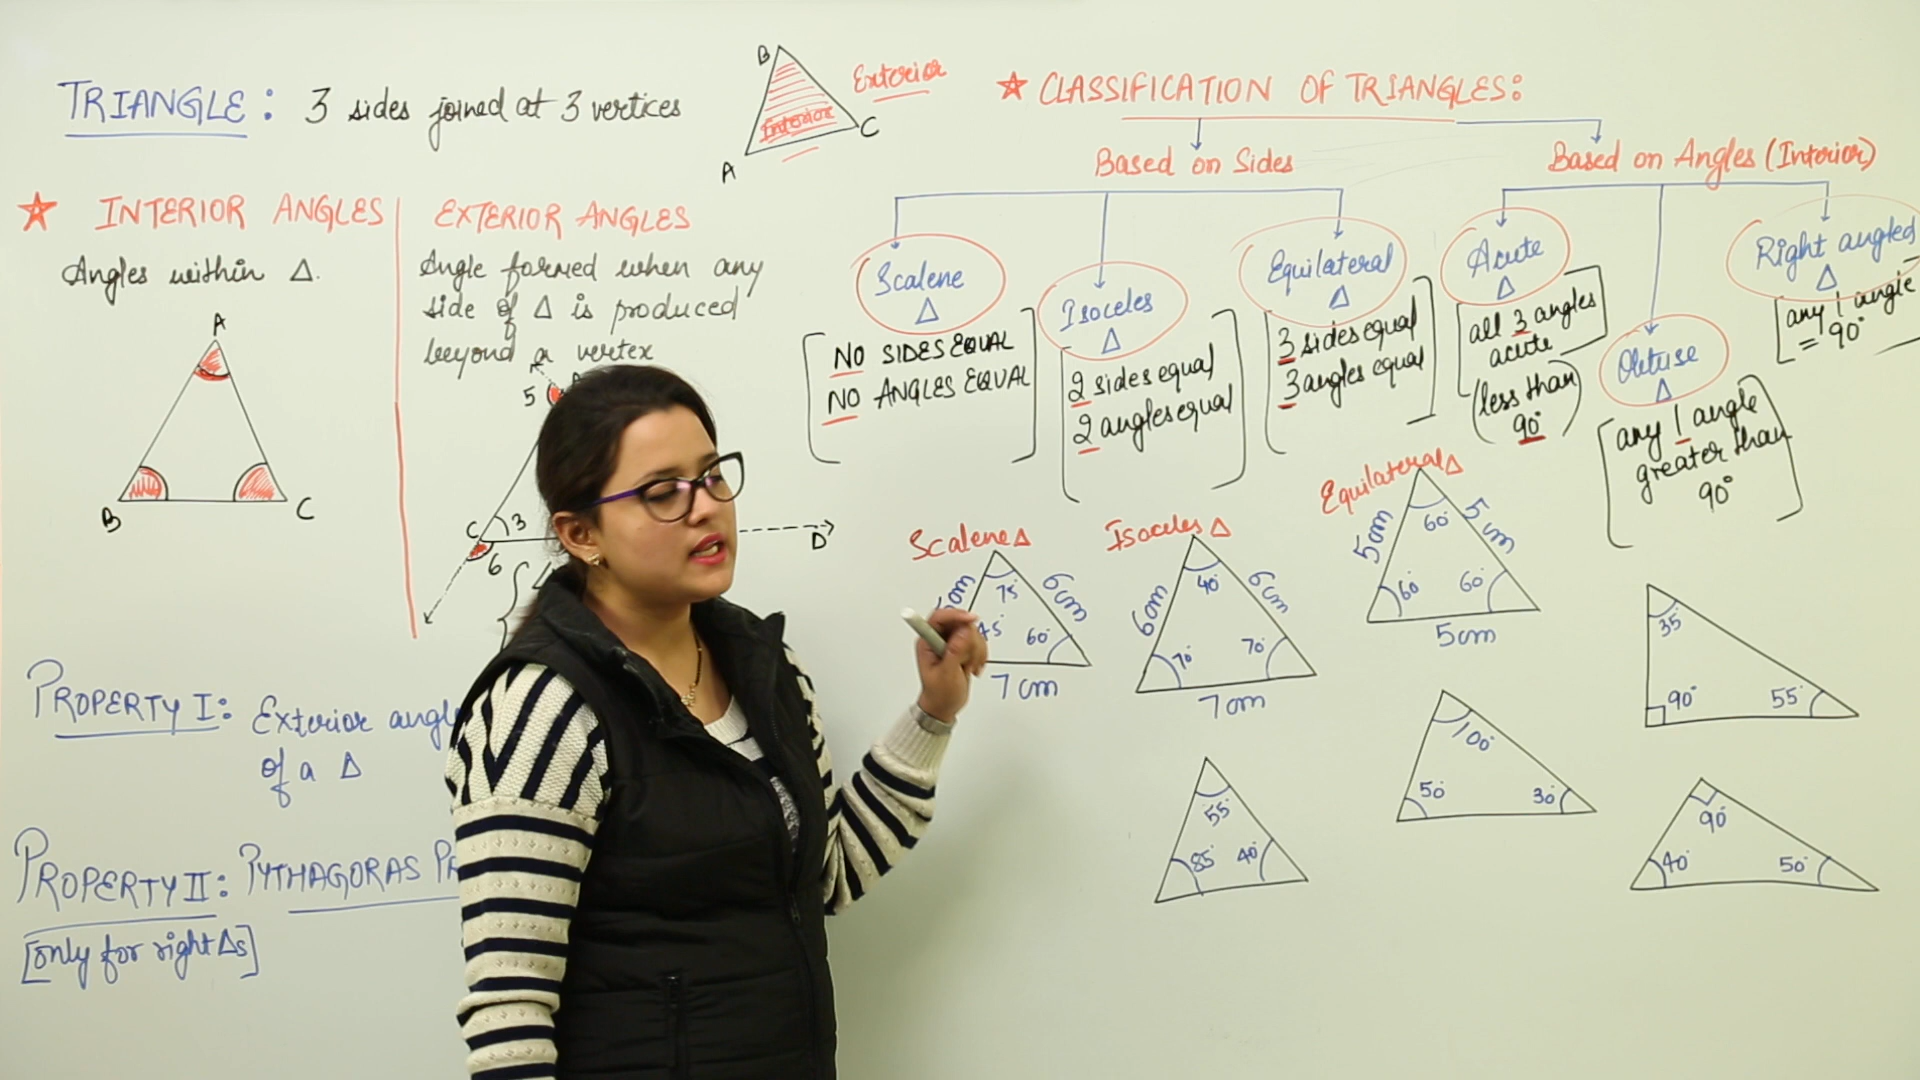 TRIANGLE: 3 sides joined at 3 vertices
B
Interior
A
C
Exterior
INTERIOR ANGLES
Angles within Δ.
A
B
C
EXTERIOR ANGLES
Angle formed when any
side of Δ is produced
beyond a vertex
5
C
3
6
D
PROPERTY I: Exterior angle
of a Δ
PROPERTY II: PYTHAGORAS
[only for right Δs]
CLASSIFICATION OF TRIANGLES:
Based on Sides
Scalene
Δ
NO SIDES EQUAL
NO ANGLES EQUAL
Isoceles
Δ
2 sides equal
2 angles equal
Equilateral
Δ
3 sides equal
3 angles equal
Based on Angles (Interior)
Acute
Δ
all 3 angles
acute
(less than
90°)
Obtuse
Δ
any 1 angle
greater than
90°
Right angled
Δ
any 1 angle
= 90°
Scalene Δ
75°
6cm
60°
7cm
Isoceles Δ
6cm
40°
6cm
70°
70°
7cm
Equilateral Δ
5cm
60°
5cm
60°
60°
5cm
35°
90°
55°
100°
50°
30°
55°
85°
40°
90°
40°
50°